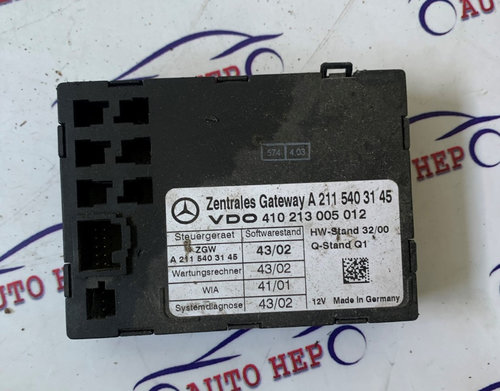 AUTO HEP
574 4.03
Zentrales Gateway A 211 540 31 45
VDO 410 213 005 012
Steuergeraet Softwarestand HW-Stand 32/00
ZGW 43/02 Q-Stand Q1
A 211 540 31 45
Wartungsrechner 43/02
WIA 41/01
Systemdiagnose 43/02 12V Made in Germany
AUTO HEP
AUTO HEP